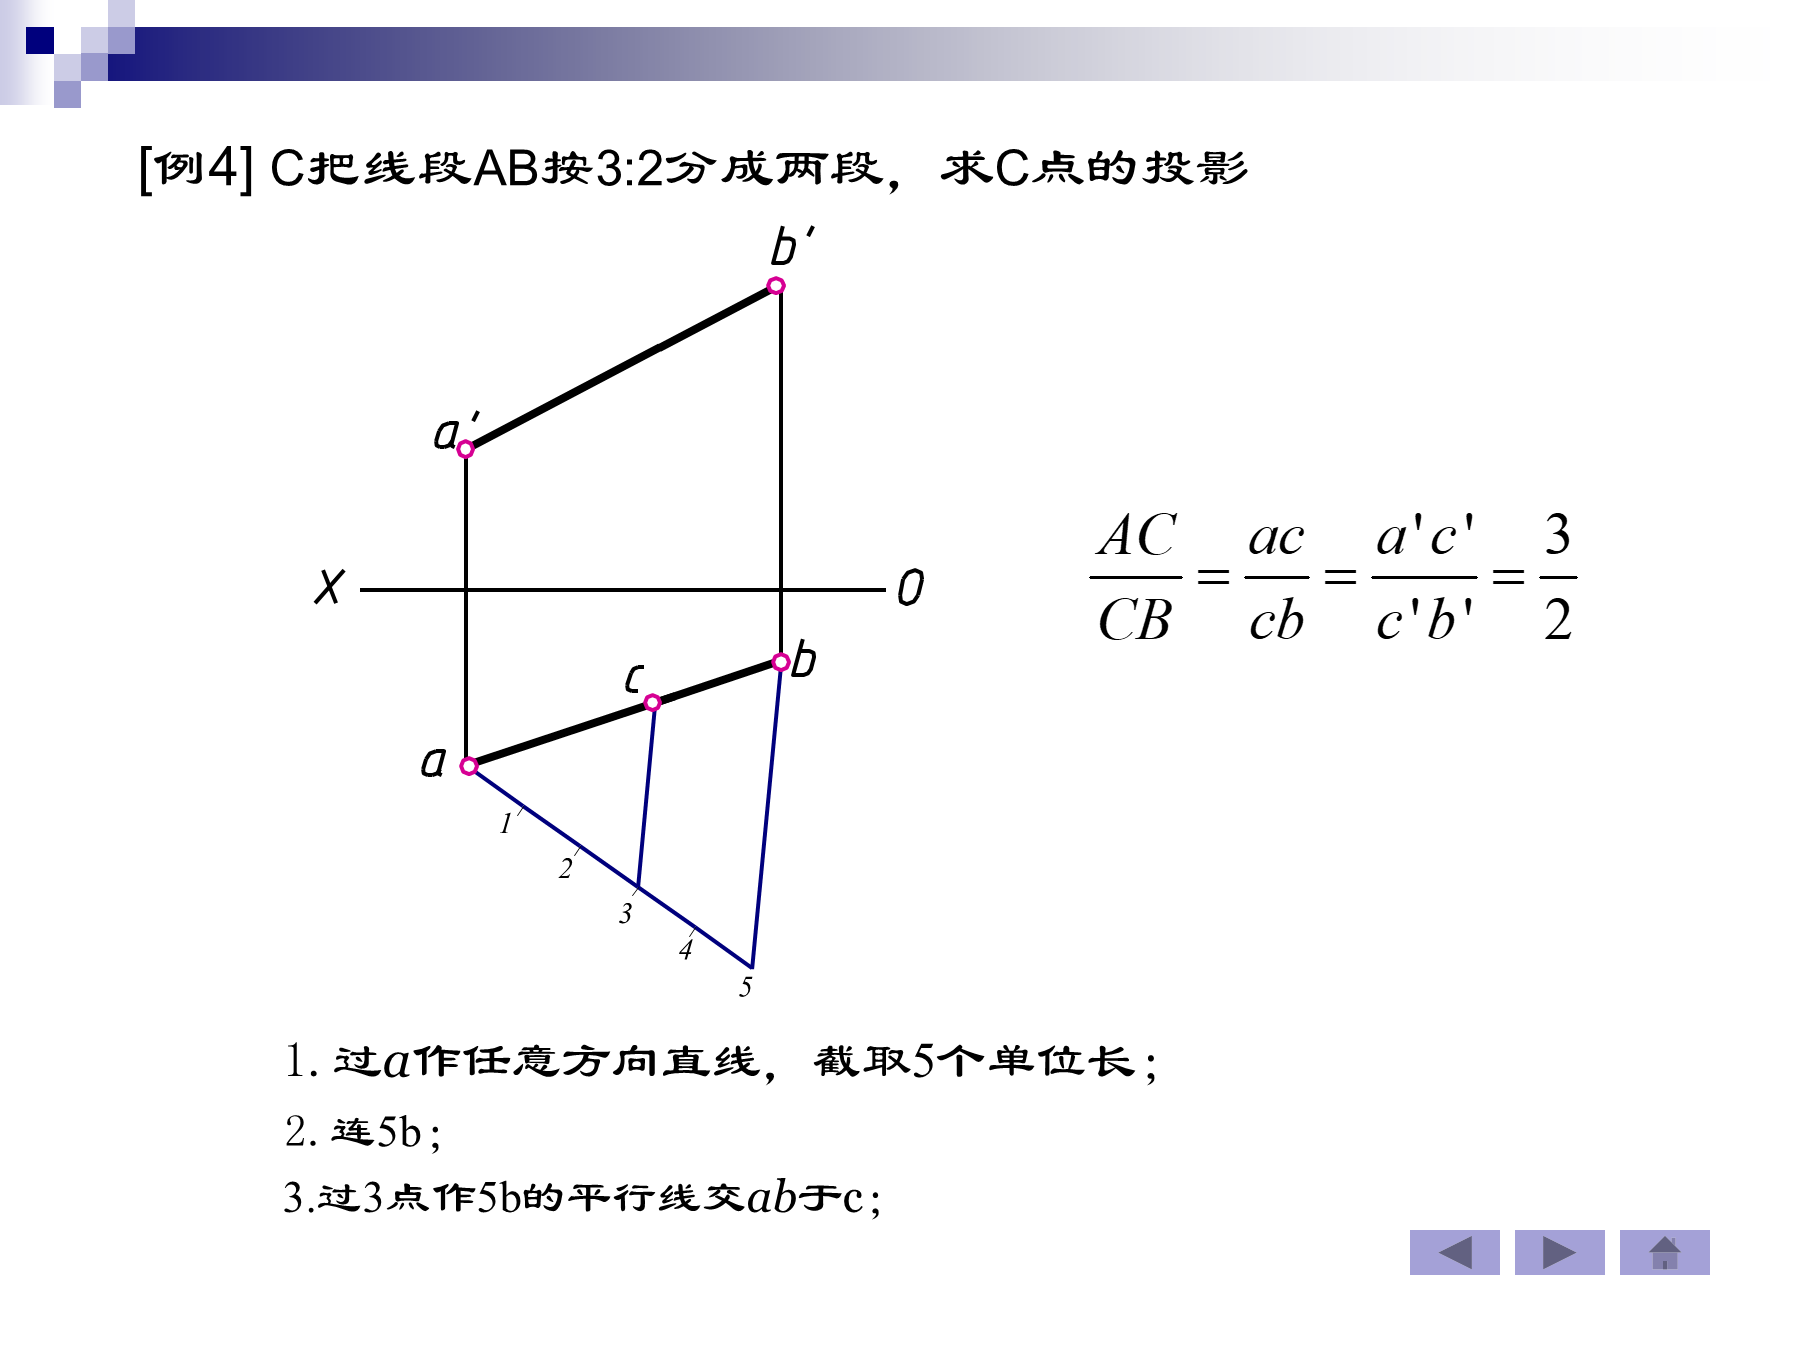 [例4] C把线段AB按3:2分成两段，求C点的投影
b′
a′
X
O
c
b
a
1
2
3
4
5
AC/CB = ac/cb = a'c'/c'b' = 3/2
1. 过a作任意方向直线，截取5个单位长；
2. 连5b；
3.过3点作5b的平行线交ab于c；